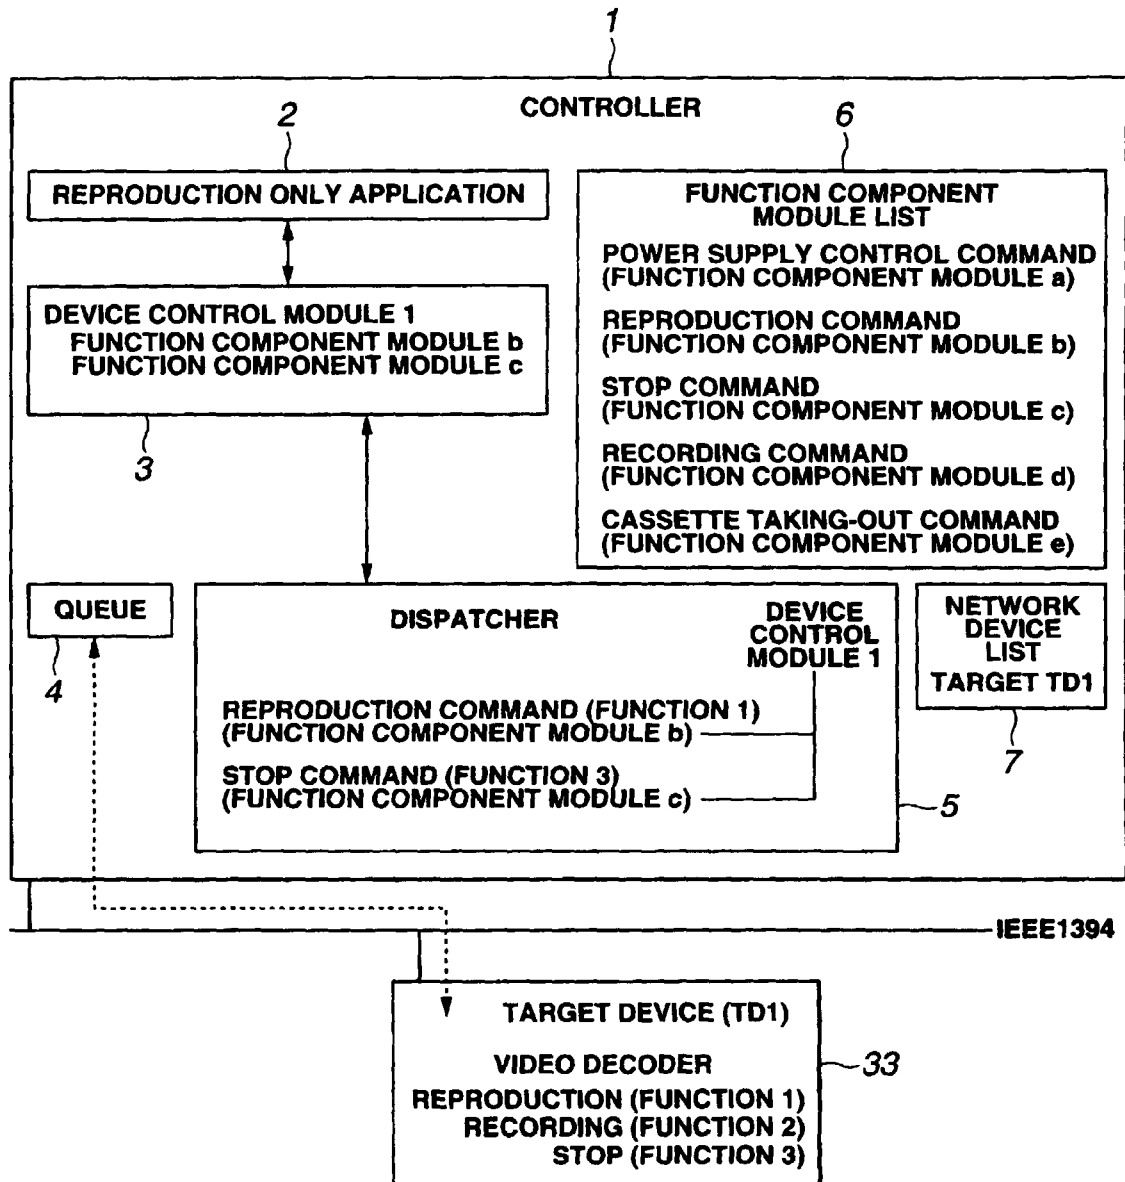 1
CONTROLLER
2
REPRODUCTION ONLY APPLICATION
DEVICE CONTROL MODULE 1
FUNCTION COMPONENT MODULE b
FUNCTION COMPONENT MODULE c
3
6
FUNCTION COMPONENT
MODULE LIST
POWER SUPPLY CONTROL COMMAND
(FUNCTION COMPONENT MODULE a)
REPRODUCTION COMMAND
(FUNCTION COMPONENT MODULE b)
STOP COMMAND
(FUNCTION COMPONENT MODULE c)
RECORDING COMMAND
(FUNCTION COMPONENT MODULE d)
CASSETTE TAKING-OUT COMMAND
(FUNCTION COMPONENT MODULE e)
QUEUE
4
DISPATCHER
DEVICE
CONTROL
MODULE 1
REPRODUCTION COMMAND (FUNCTION 1)
(FUNCTION COMPONENT MODULE b)
STOP COMMAND (FUNCTION 3)
(FUNCTION COMPONENT MODULE c)
5
NETWORK
DEVICE
LIST
TARGET TD1
7
IEEE1394
TARGET DEVICE (TD1)
VIDEO DECODER
REPRODUCTION (FUNCTION 1)
RECORDING (FUNCTION 2)
STOP (FUNCTION 3)
33